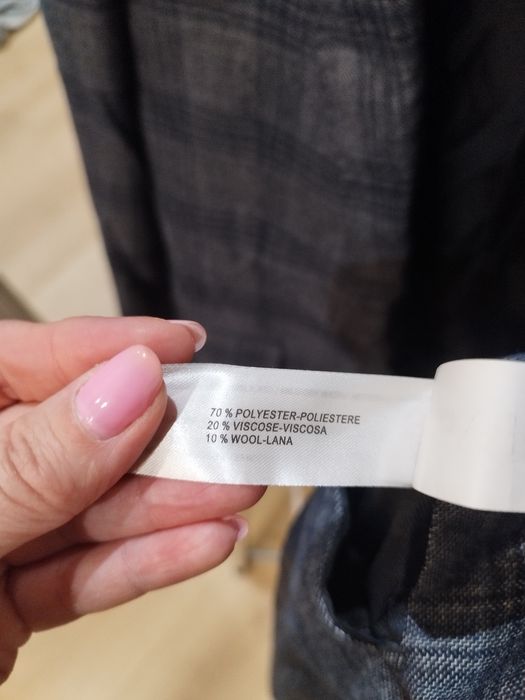 70 % POLYESTER-POLIESTERE
20 % VISCOSE-VISCOSA
10 % WOOL-LANA